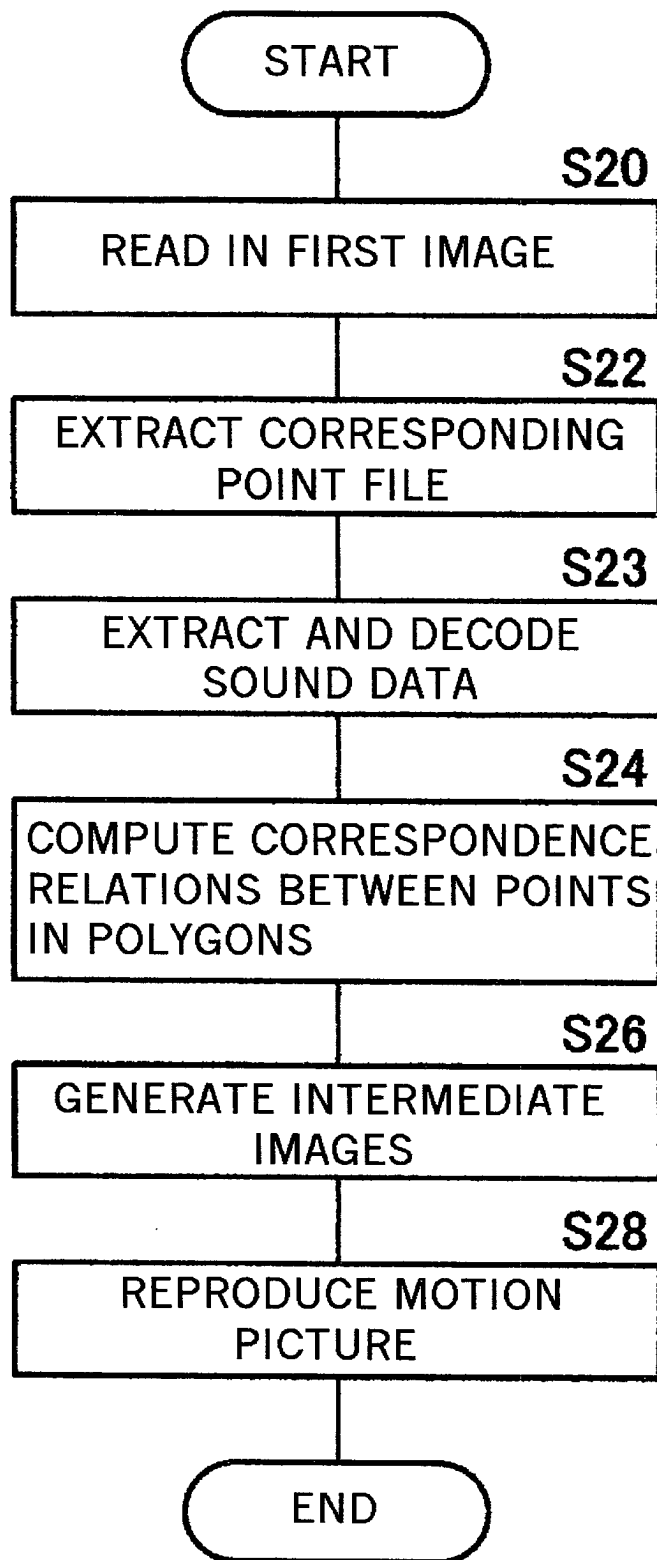 START
S20
READ IN FIRST IMAGE
S22
EXTRACT CORRESPONDING
POINT FILE
S23
EXTRACT AND DECODE
SOUND DATA
S24
COMPUTE CORRESPONDENCE
RELATIONS BETWEEN POINTS
IN POLYGONS
S26
GENERATE INTERMEDIATE
IMAGES
S28
REPRODUCE MOTION
PICTURE
END